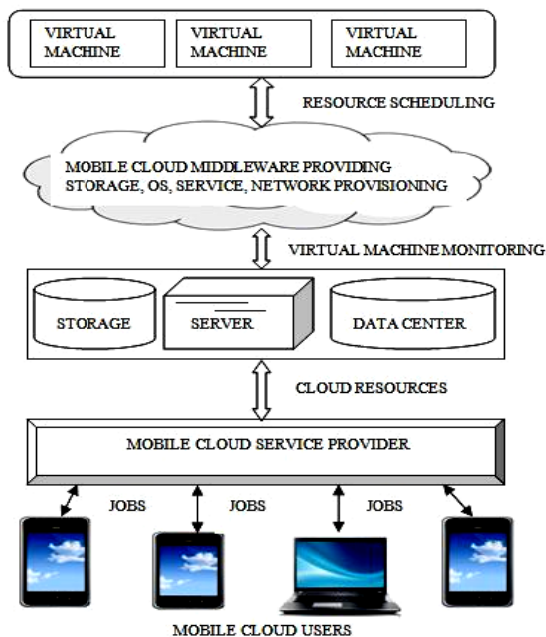 VIRTUAL MACHINE
VIRTUAL MACHINE
VIRTUAL MACHINE
RESOURCE SCHEDULING
MOBILE CLOUD MIDDLEWARE PROVIDING
STORAGE, OS, SERVICE, NETWORK PROVISIONING
VIRTUAL MACHINE MONITORING
STORAGE
SERVER
DATA CENTER
CLOUD RESOURCES
MOBILE CLOUD SERVICE PROVIDER
JOBS
JOBS
JOBS
MOBILE CLOUD USERS